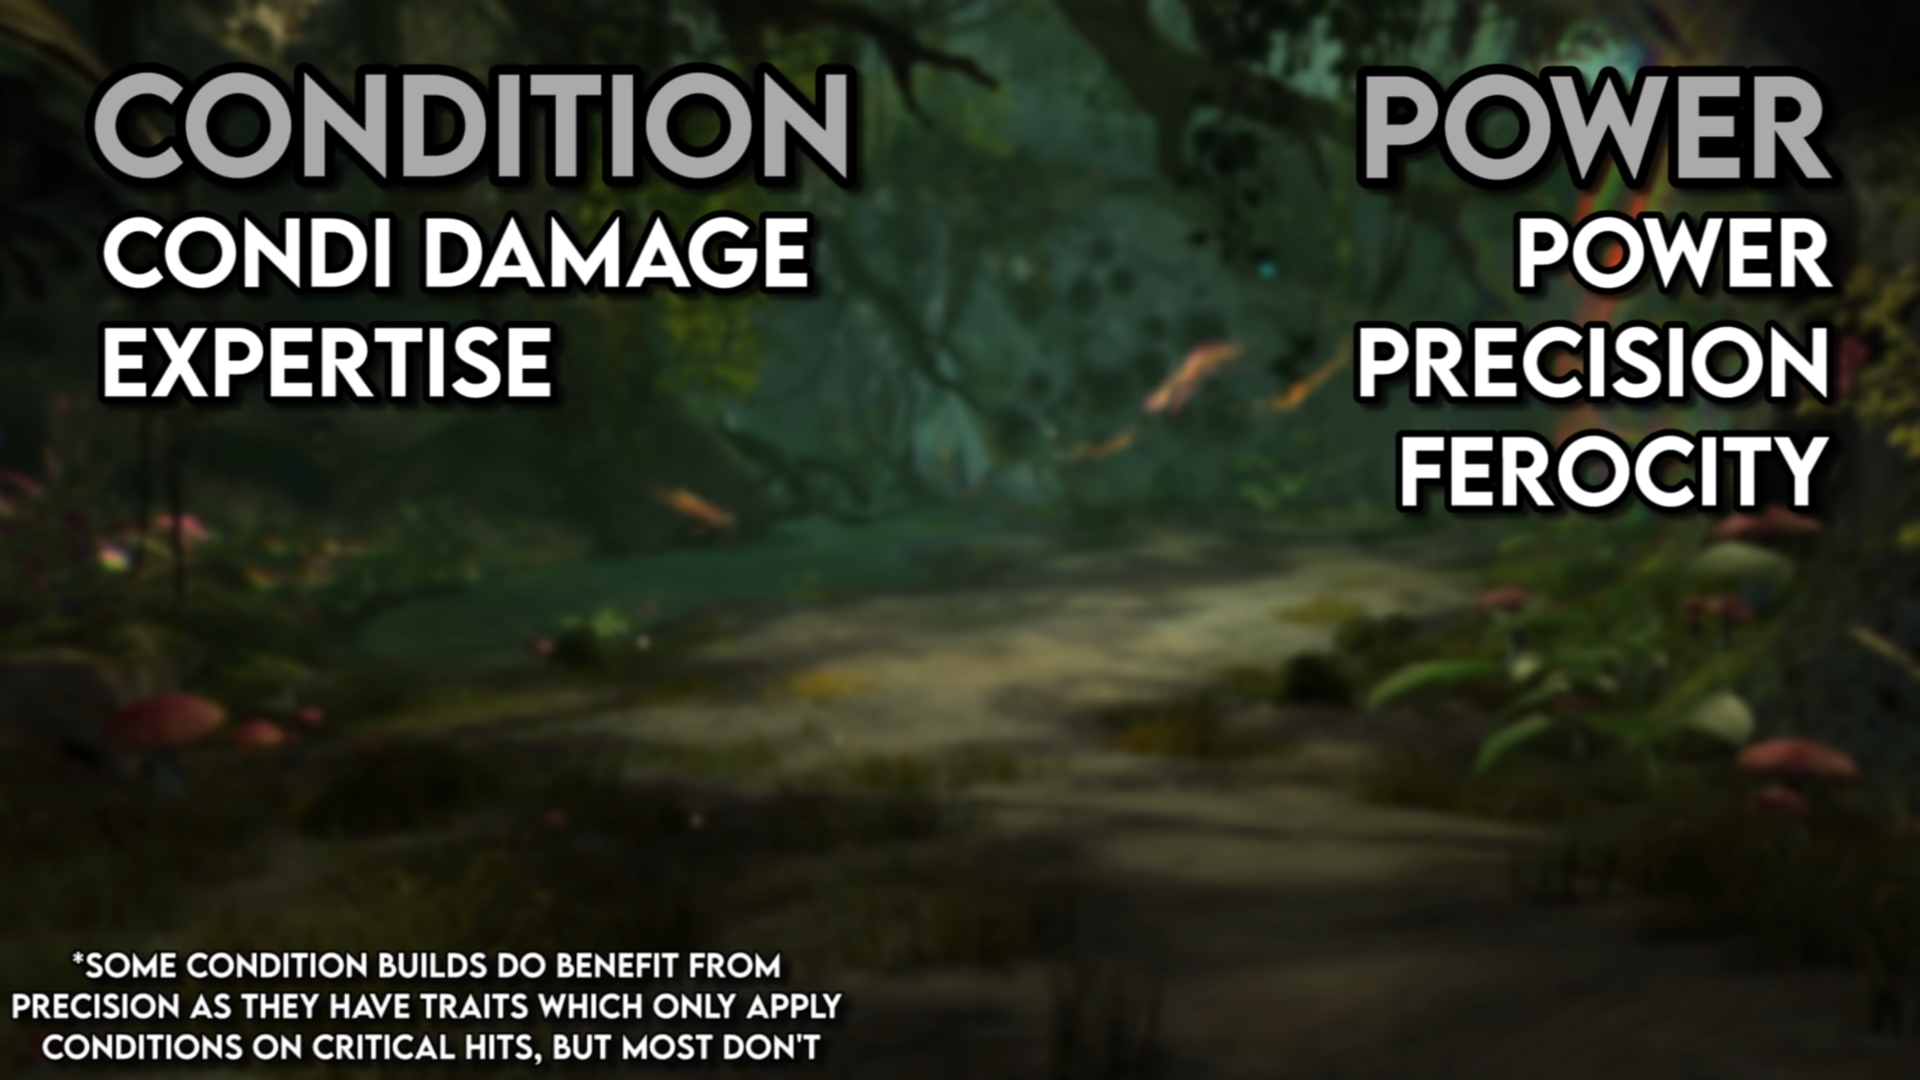 CONDITION
CONDI DAMAGE
EXPERTISE
POWER
POWER
PRECISION
FEROCITY
*SOME CONDITION BUILDS DO BENEFIT FROM
PRECISION AS THEY HAVE TRAITS WHICH ONLY APPLY
CONDITIONS ON CRITICAL HITS, BUT MOST DON'T